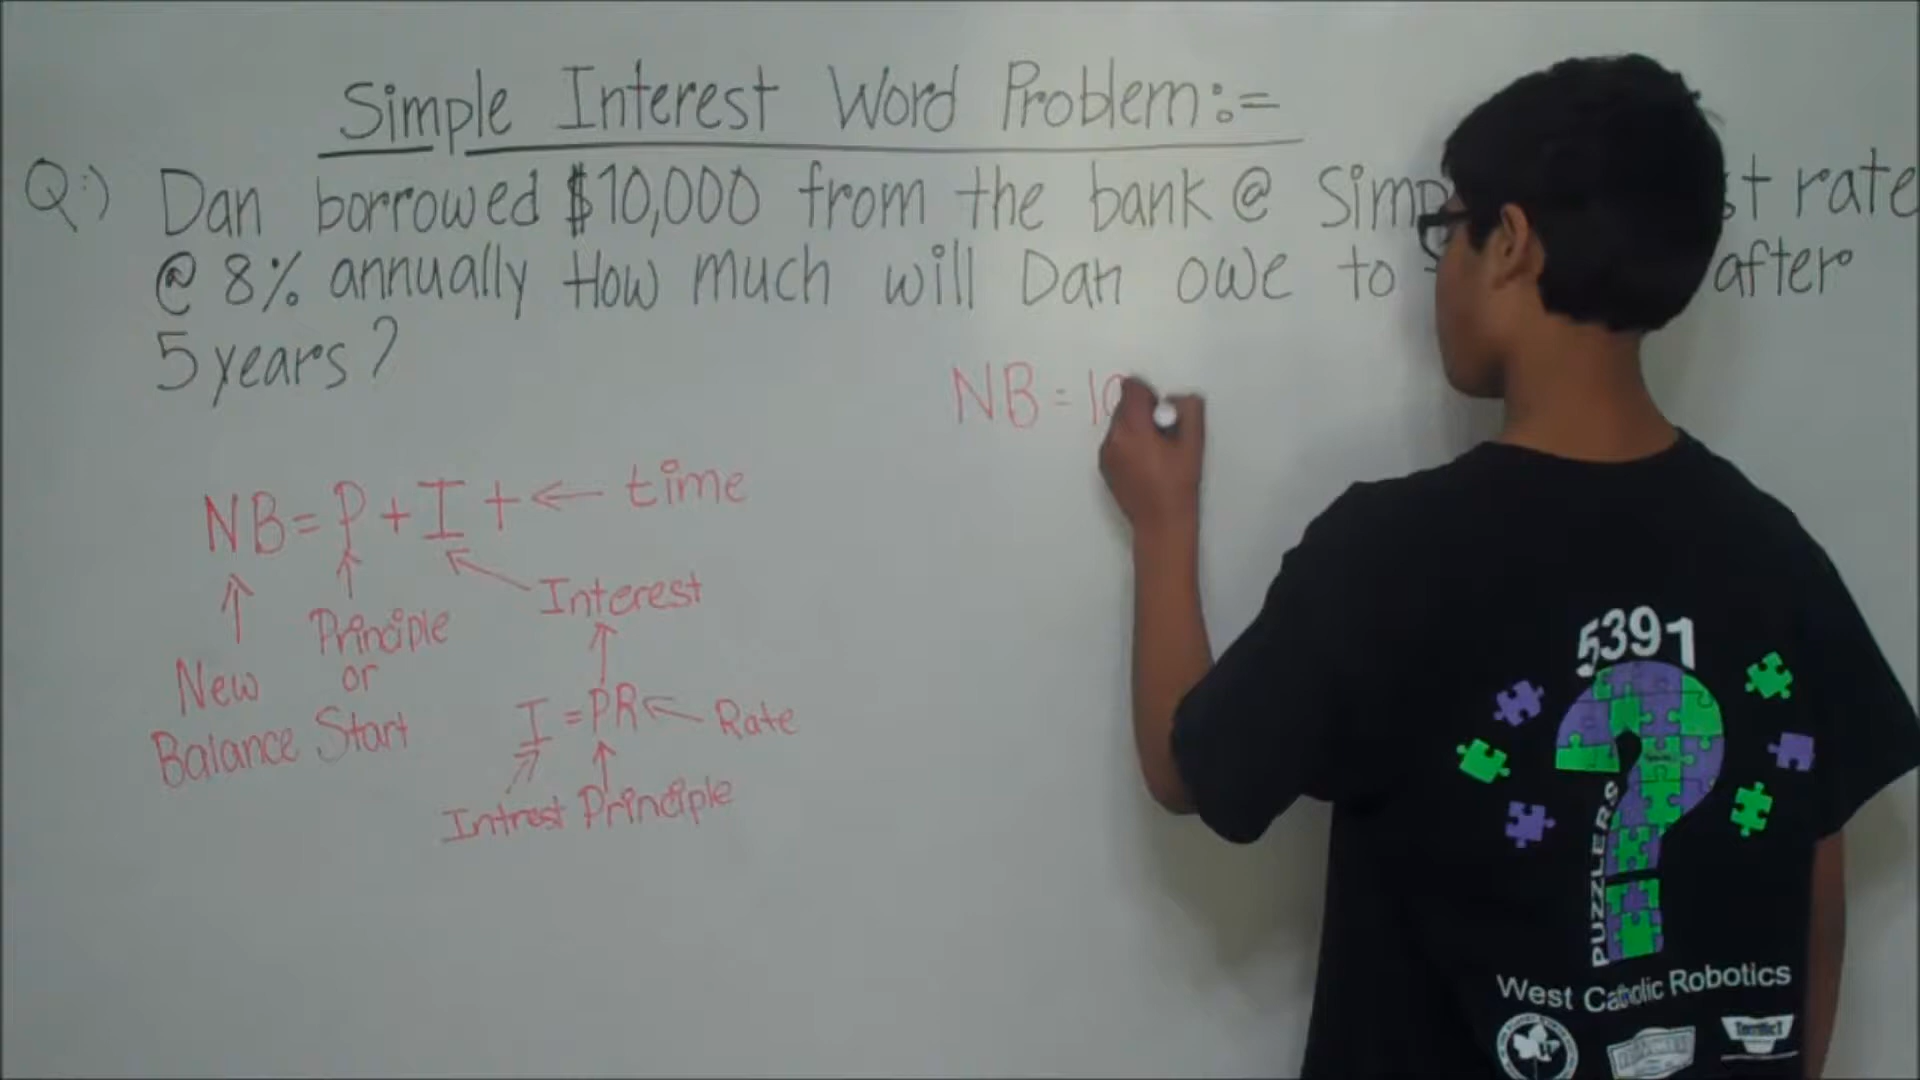 Simple Interest Word Problem:=
Q:) Dan borrowed $10,000 from the bank @ Simp t rate
@ 8% annually How much will Dan owe to after
5 years?
NB = 10
NB = P + I t ← time
Interest
Principle
or
Start
New
Balance
I = PR ← Rate
Intrest Principle
5391
PUZZLERS
West Catholic Robotics